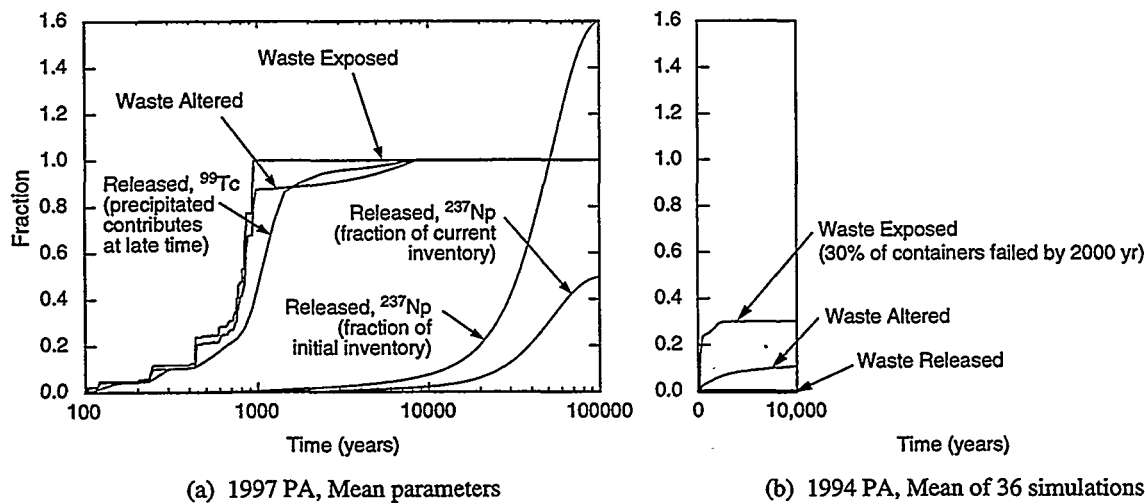 1.6
1.4
1.2
1.0
0.8
0.6
0.4
0.2
0.0
Fraction
Waste Exposed
Waste Altered
Released, ⁹⁹Tc
(precipitated
contributes
at late time)
Released, ²³⁷Np
(fraction of current
inventory)
Released, ²³⁷Np
(fraction of
initial inventory)
100
1000
10000
100000
Time (years)
(a) 1997 PA, Mean parameters
1.6
1.4
1.2
1.0
0.8
0.6
0.4
0.2
0.0
Waste Exposed
(30% of containers failed by 2000 yr)
Waste Altered
Waste Released
0
10,000
Time (years)
(b) 1994 PA, Mean of 36 simulations